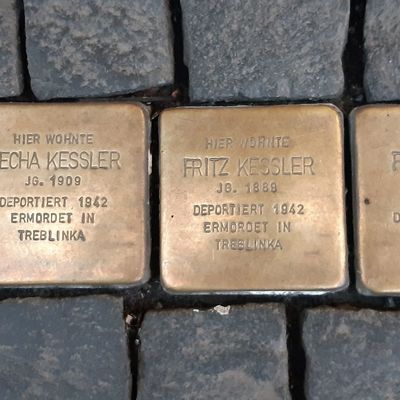 HIER WOHNTE
ECHA KESSLER
JG. 1909
DEPORTIERT 1942
ERMORDET IN
TREBLINKA
HIER WOHNTE
FRITZ KESSLER
JG. 1888
DEPORTIERT 1942
ERMORDET IN
TREBLINKA